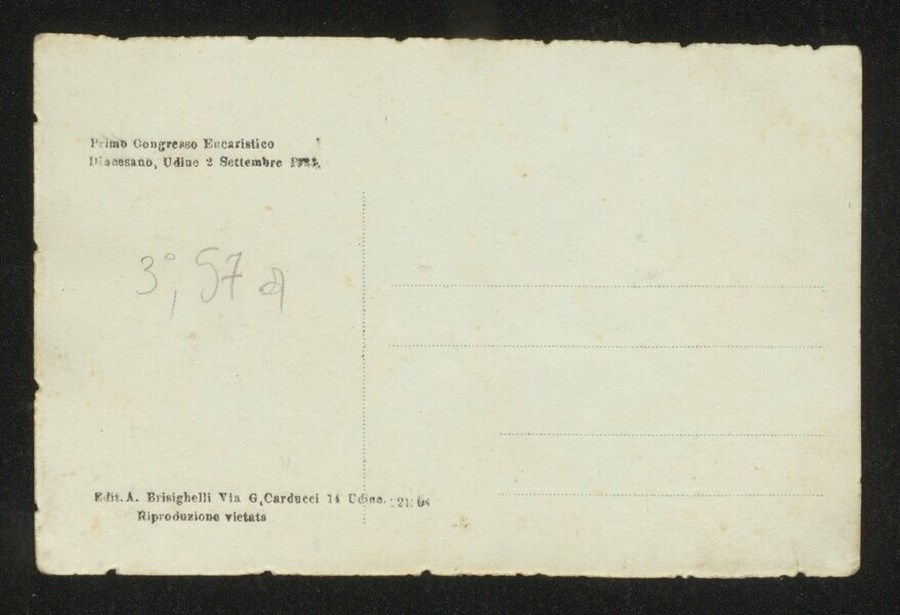 Primo Congresso Eucaristico
Diocesano, Udine 2 Settembre
3°, 57 a
Edit. A. Brisighelli Via G. Carducci 14 Udine.
Riproduzione vietata